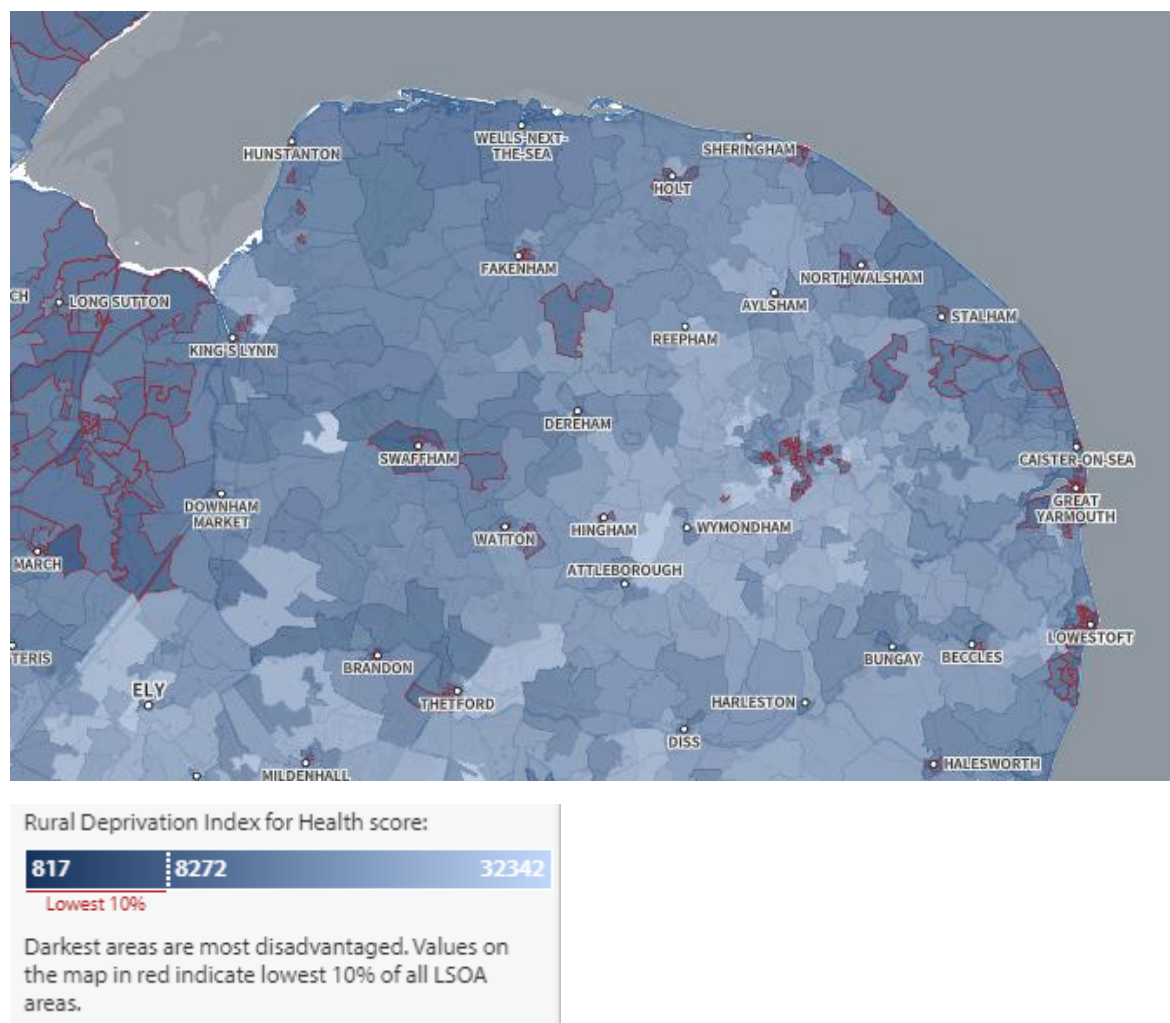 HUNSTANTON
WELLS-NEXT-
THE-SEA
SHERINGHAM
HOLT
FAKENHAM
NORTH WALSHAM
CH
LONG SUTTON
AYLSHAM
STALHAM
REEPHAM
KING'S LYNN
DEREHAM
SWAFFHAM
CAISTER-ON-SEA
DOWNHAM
MARKET
GREAT
YARMOUTH
WATTON
HINGHAM
WYMONDHAM
MARCH
ATTLEBOROUGH
LOWESTOFT
TERIS
BRANDON
BUNGAY
BECCLES
ELY
THETFORD
HARLESTON
DISS
MILDENHALL
HALESWORTH
Rural Deprivation Index for Health score:
817 8272 32342
Lowest 10%
Darkest areas are most disadvantaged. Values on
the map in red indicate lowest 10% of all LSOA
areas.